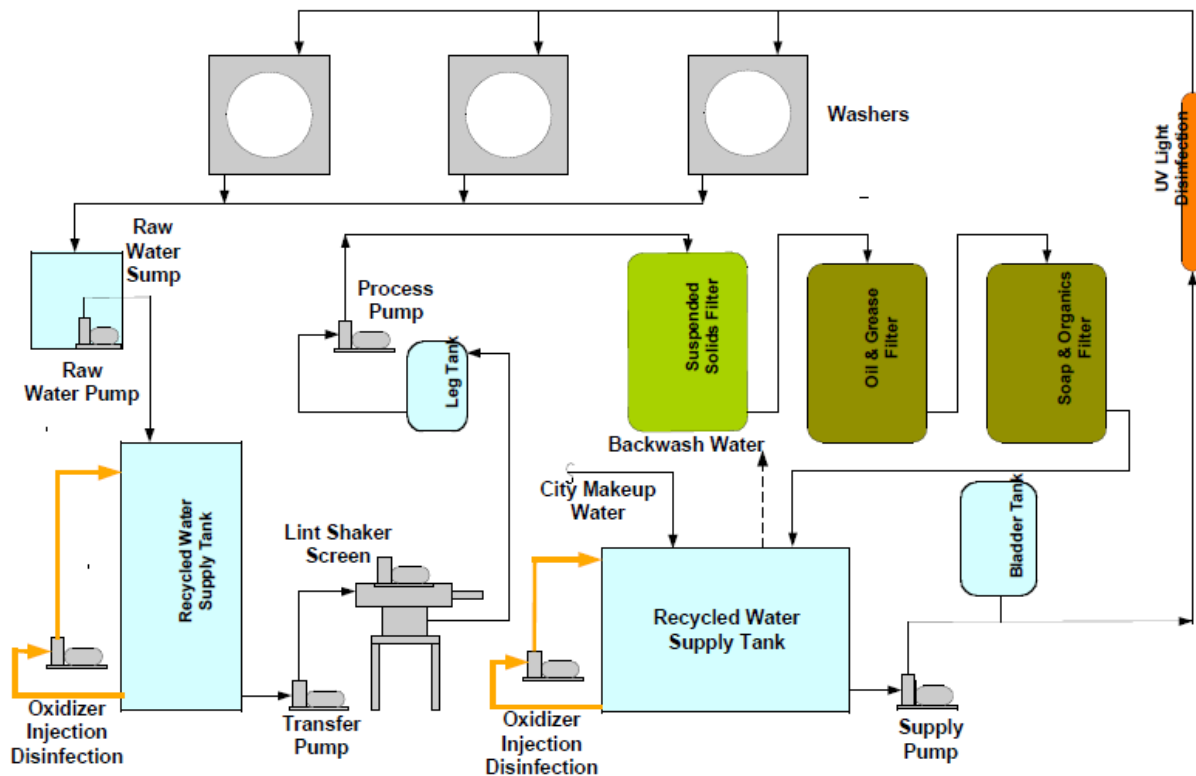 Washers
UV Light
Disinfection
Raw
Water
Sump
Process
Pump
Suspended
Solids Filter
Oil & Grease
Filter
Soap & Organics
Filter
Leg Tank
Raw
Water Pump
Backwash Water
City Makeup
Water
Bladder Tank
Lint Shaker
Screen
Recycled Water
Supply Tank
Recycled Water
Supply Tank
Oxidizer
Injection
Disinfection
Transfer
Pump
Oxidizer
Injection
Disinfection
Supply
Pump